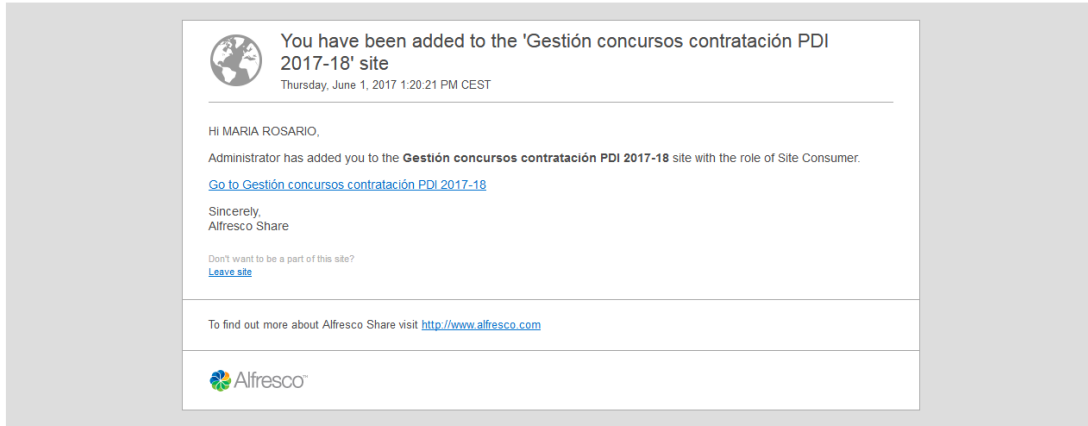 You have been added to the 'Gestión concursos contratación PDI
2017-18' site
Thursday, June 1, 2017 1:20:21 PM CEST
Hi MARIA ROSARIO,
Administrator has added you to the Gestión concursos contratación PDI 2017-18 site with the role of Site Consumer.
Go to Gestión concursos contratación PDI 2017-18
Sincerely,
Alfresco Share
Don't want to be a part of this site?
Leave site
To find out more about Alfresco Share visit http://www.alfresco.com
Alfresco™